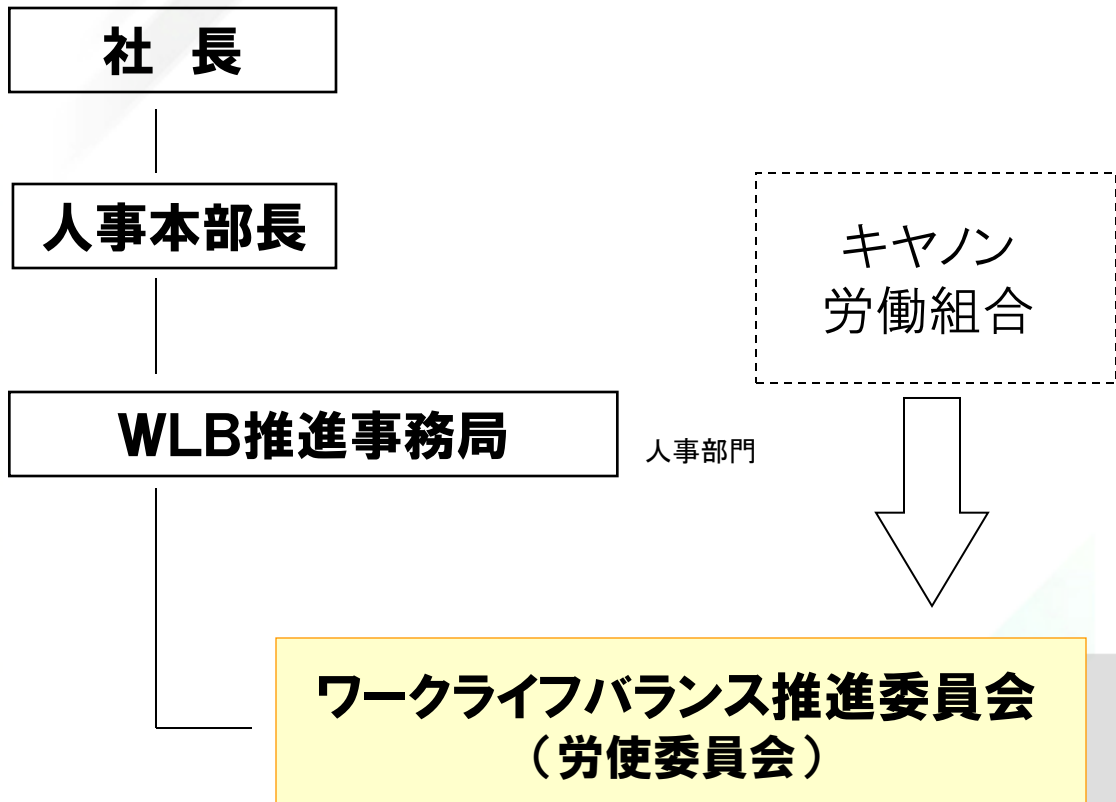 社 長
人事本部長
WLB推進事務局
人事部門
キヤノン
労働組合
ワークライフバランス推進委員会
（労使委員会）